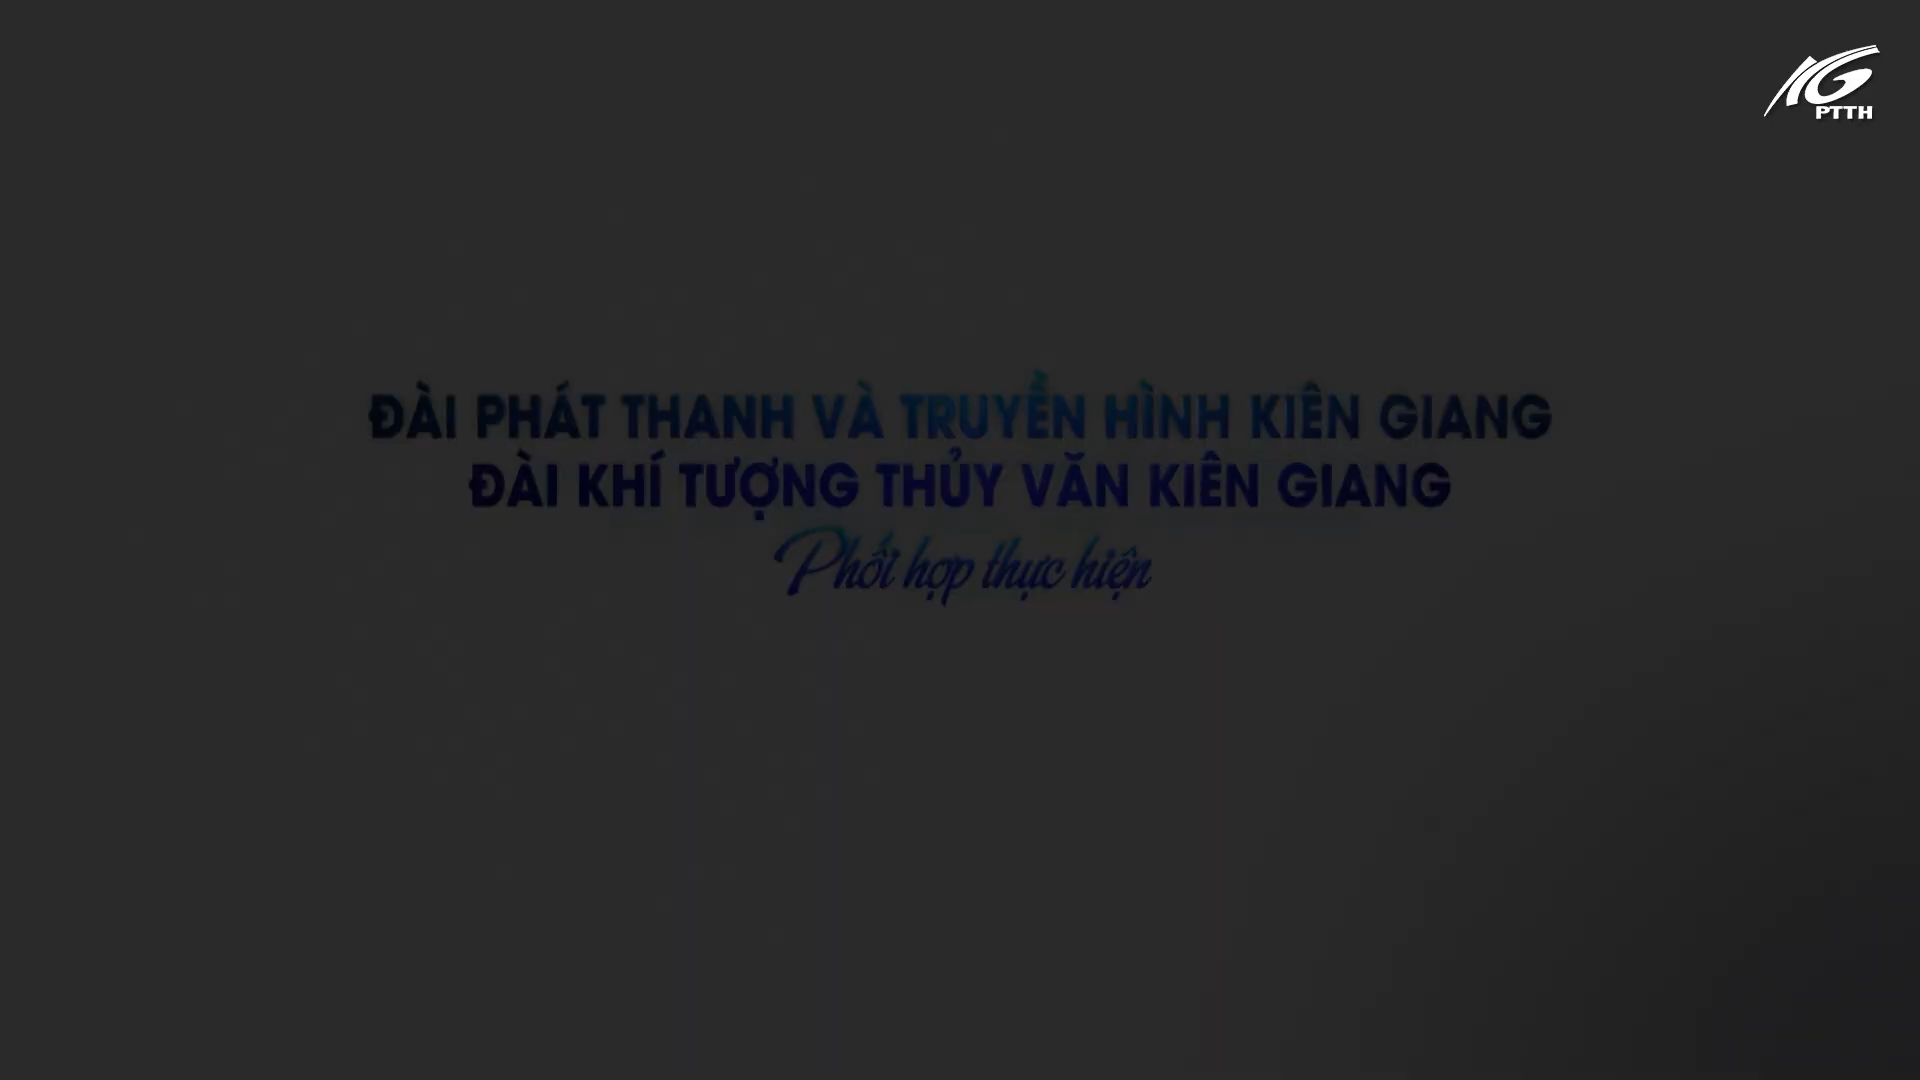 KG
PTTH
ĐÀI PHÁT THANH VÀ TRUYỀN HÌNH KIÊN GIANG
ĐÀI KHÍ TƯỢNG THỦY VĂN KIÊN GIANG
Phối hợp thực hiện